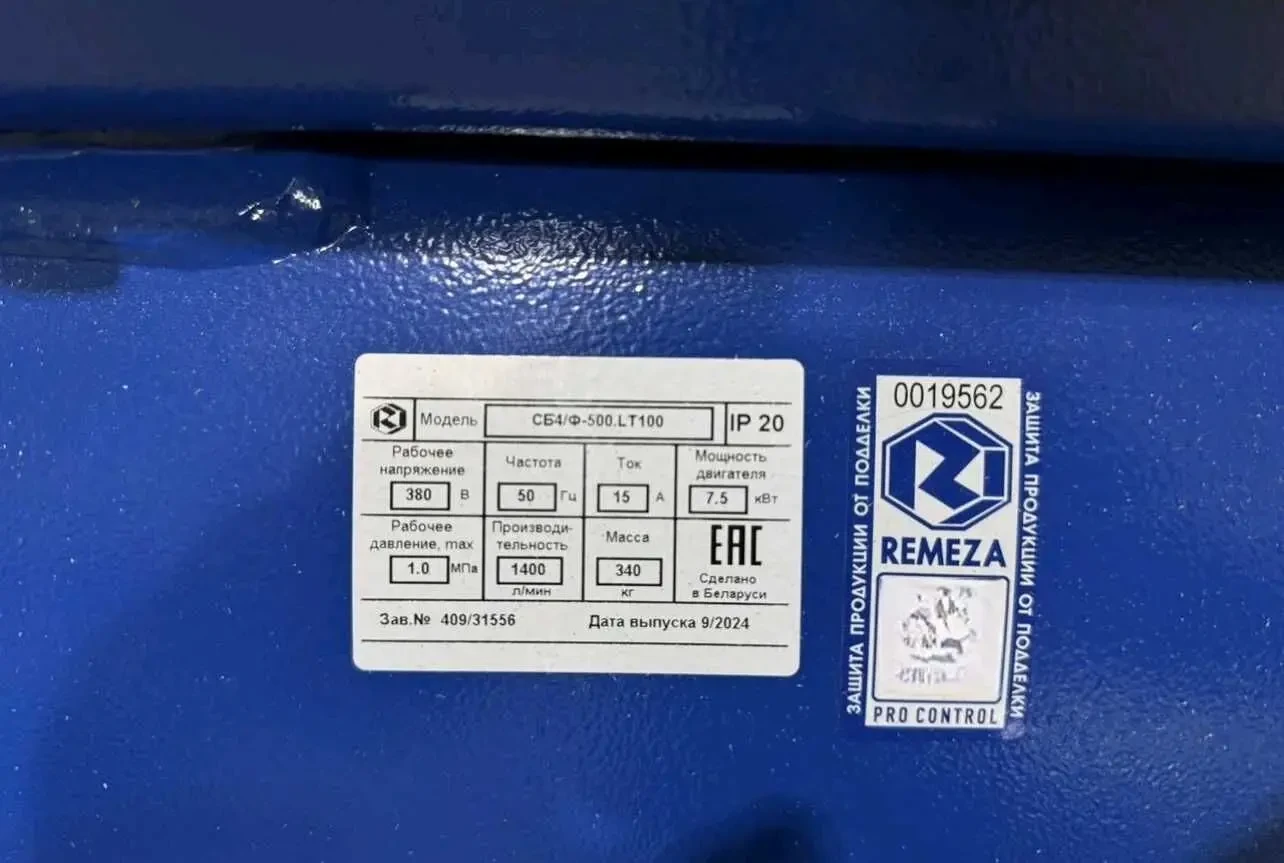 Модель СБ4/Ф-500.LT100 IP 20
Рабочее напряжение 380 В
Частота 50 Гц
Ток 15 А
Мощность двигателя 7.5 кВт
Рабочее давление, max 1.0 МПа
Производи-
тельность
1400
л/мин
Масса
340
кг
EAC
Сделано
в Беларуси
Зав.№ 409/31556 Дата выпуска 9/2024
0019562
REMEZA
PRO CONTROL
ЗАЩИТА ПРОДУКЦИИ ОТ ПОДДЕЛКИ
ЗАЩИТА ПРОДУКЦИИ ОТ ПОДДЕЛКИ